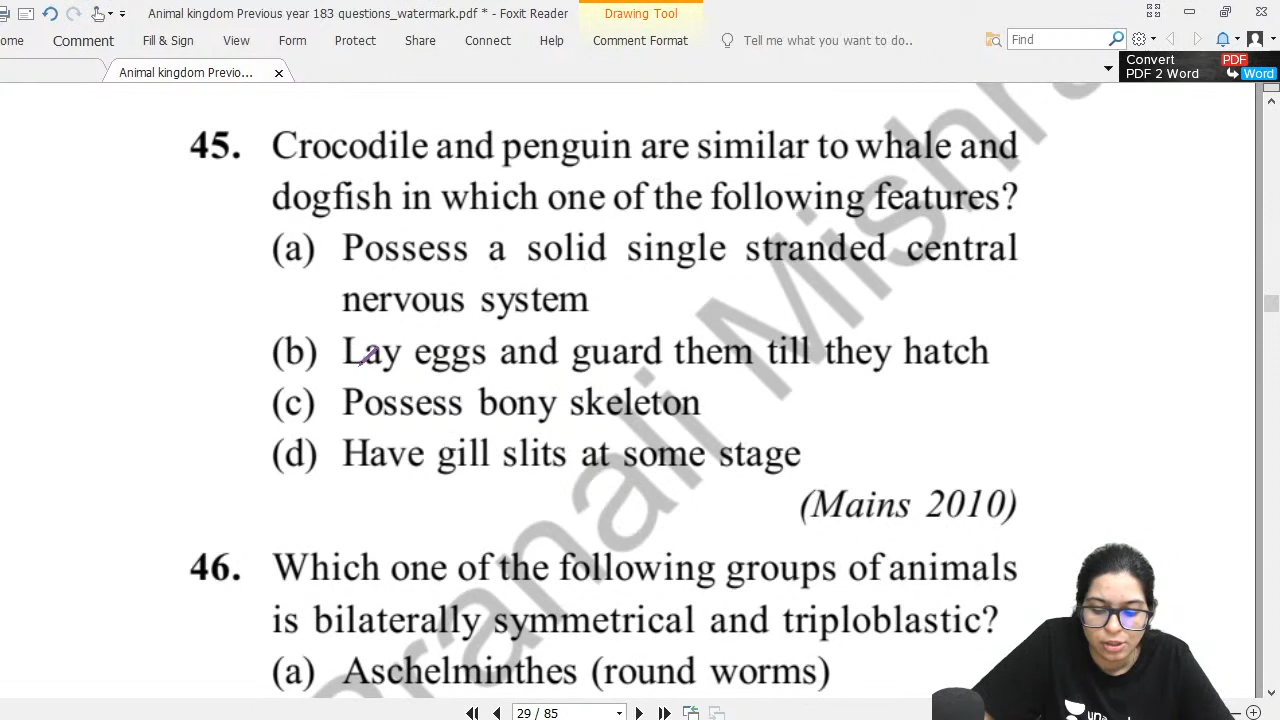 Animal kingdom Previous year 183 questions_watermark.pdf * - Foxit Reader
Drawing Tool
ome Comment Fill & Sign View Form Protect Share Connect Help Comment Format Tell me what you want to do.. Find
Animal kingdom Previo... ×
Convert PDF
PDF 2 Word Word
45. Crocodile and penguin are similar to whale and
dogfish in which one of the following features?
(a) Possess a solid single stranded central
nervous system
(b) Lay eggs and guard them till they hatch
(c) Possess bony skeleton
(d) Have gill slits at some stage
(Mains 2010)
46. Which one of the following groups of animals
is bilaterally symmetrical and triploblastic?
(a) Aschelminthes (round worms)
ranali Mishra
29 / 85